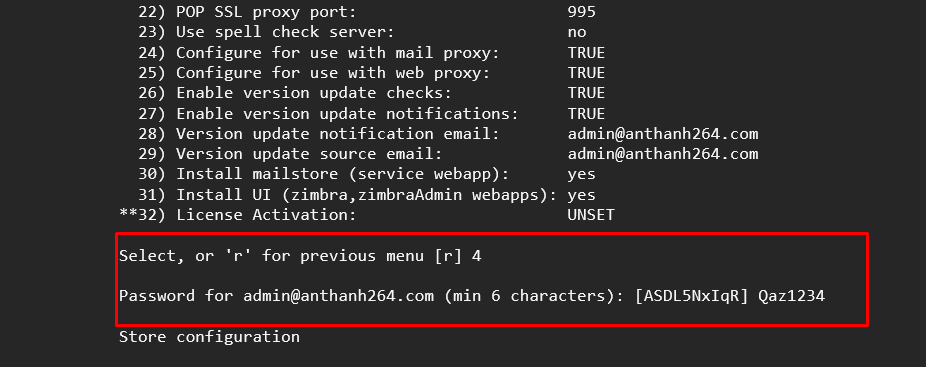 22) POP SSL proxy port: 995
23) Use spell check server: no
24) Configure for use with mail proxy: TRUE
25) Configure for use with web proxy: TRUE
26) Enable version update checks: TRUE
27) Enable version update notifications: TRUE
28) Version update notification email: admin@anthanh264.com
29) Version update source email: admin@anthanh264.com
30) Install mailstore (service webapp): yes
31) Install UI (zimbra,zimbraAdmin webapps): yes
**32) License Activation: UNSET
Select, or 'r' for previous menu [r] 4
Password for admin@anthanh264.com (min 6 characters): [ASDL5NxIqR] Qaz1234
Store configuration